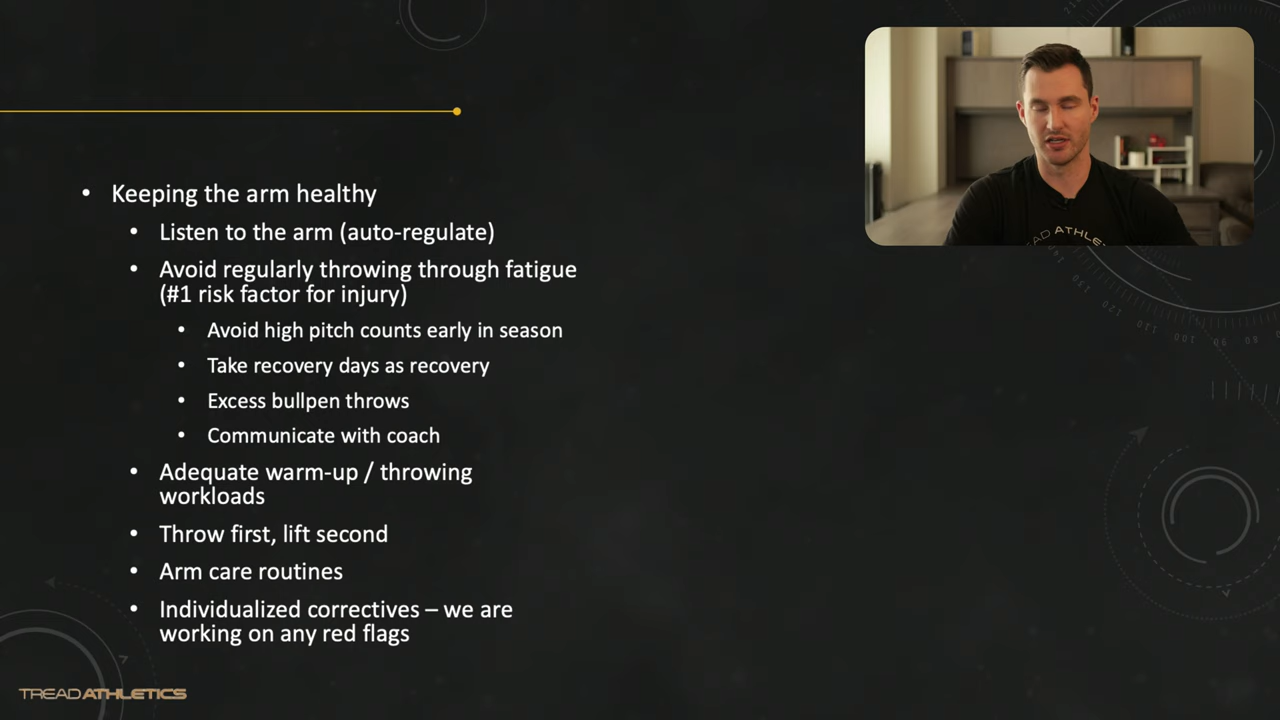 • Keeping the arm healthy
• Listen to the arm (auto-regulate)
• Avoid regularly throwing through fatigue
(#1 risk factor for injury)
• Avoid high pitch counts early in season
• Take recovery days as recovery
• Excess bullpen throws
• Communicate with coach
• Adequate warm-up / throwing
workloads
• Throw first, lift second
• Arm care routines
• Individualized correctives – we are
working on any red flags
TREADATHLETICS